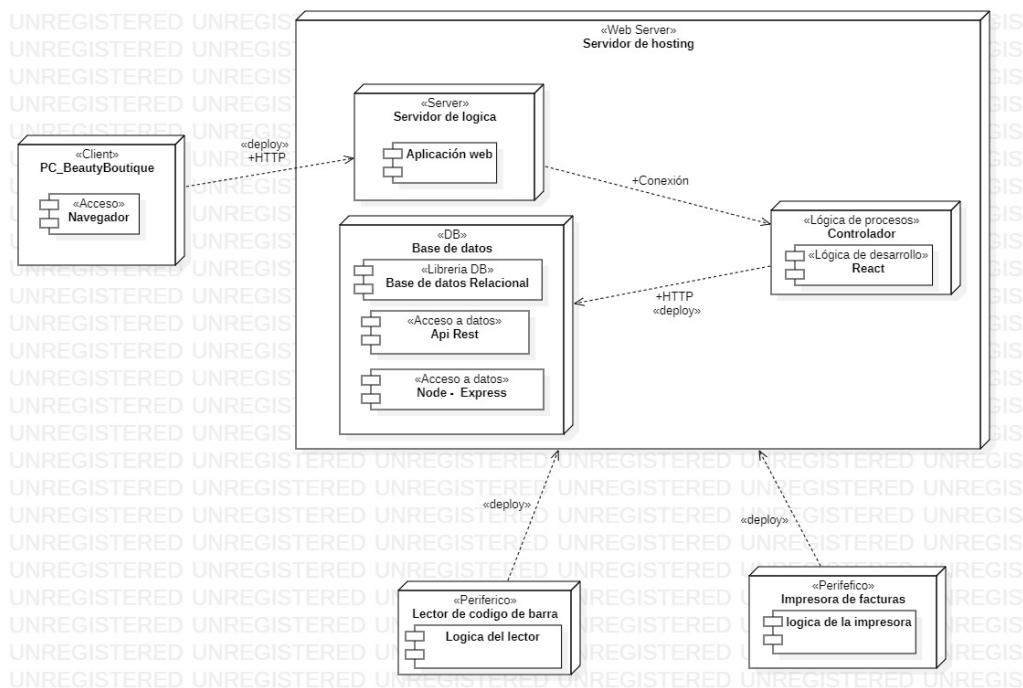 «Web Server»
Servidor de hosting
«Server»
Servidor de logica
Aplicación web
«Client»
PC_BeautyBoutique
«Acceso»
Navegador
«deploy»
+HTTP
+Conexión
«DB»
Base de datos
«Libreria DB»
Base de datos Relacional
«Acceso a datos»
Api Rest
«Acceso a datos»
Node - Express
«Lógica de procesos»
Controlador
«Lógica de desarrollo»
React
+HTTP
«deploy»
«deploy»
«deploy»
«Periferico»
Lector de codigo de barra
Logica del lector
«Perifefico»
Impresora de facturas
logica de la impresora
UNREGISTERED